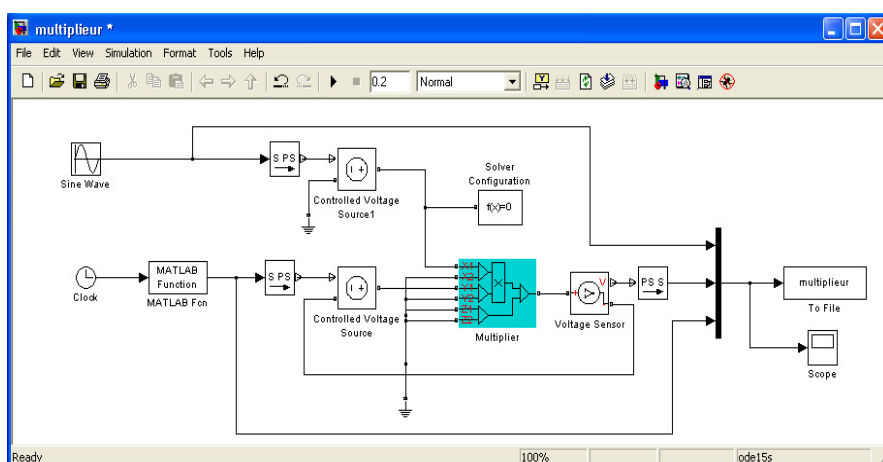 multiplieur *
File Edit View Simulation Format Tools Help
0.2 Normal
S PS
Sine Wave
Controlled Voltage
Source1
Solver
Configuration
f(x)=0
Clock
MATLAB
Function
MATLAB Fcn
S PS
Controlled Voltage
Source
X
Multiplier
V
Voltage Sensor
PS S
multiplieur
To File
Scope
Ready 100% ode15s